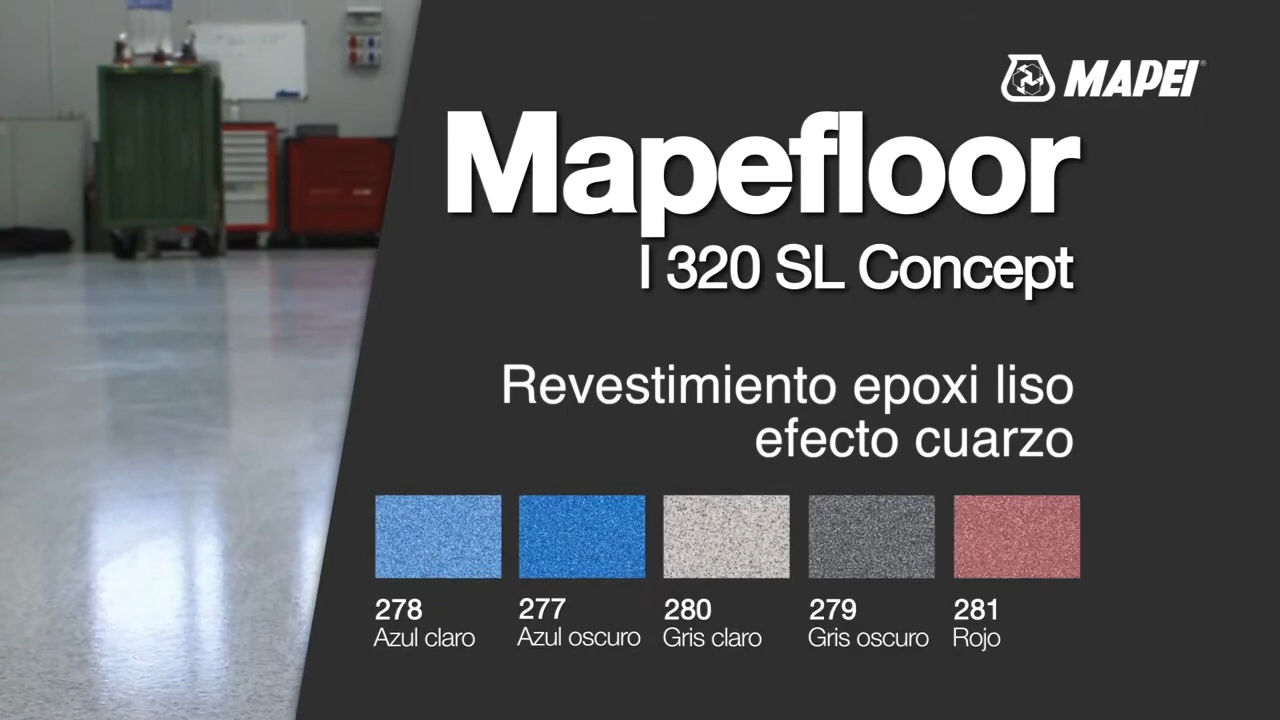 MAPEI®
Mapefloor
I 320 SL Concept
Revestimiento epoxi liso
efecto cuarzo
278 277 280 279 281
Azul claro Azul oscuro Gris claro Gris oscuro Rojo